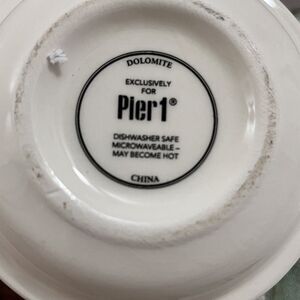 DOLOMITE
EXCLUSIVELY
FOR
Pier1®
DISHWASHER SAFE
MICROWAVEABLE –
MAY BECOME HOT
CHINA